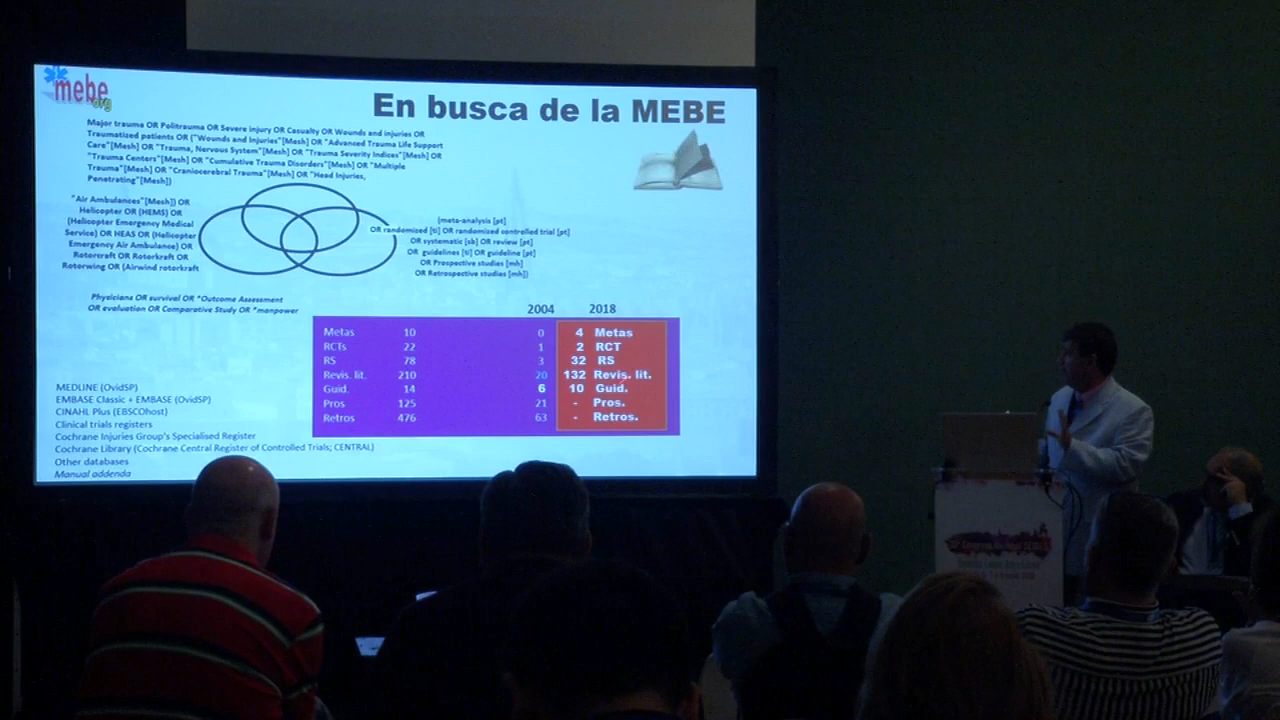 mebe
org
En busca de la MEBE
Major trauma OR Politrauma OR Severe injury OR Casualty OR Wounds and injuries OR
Traumatized patients OR ("Wounds and Injuries"[Mesh] OR "Advanced Trauma Life Support
Care"[Mesh] OR "Trauma, Nervous System"[Mesh] OR "Trauma Severity Indices"[Mesh] OR
"Trauma Centers"[Mesh] OR "Cumulative Trauma Disorders"[Mesh] OR "Multiple
Trauma"[Mesh] OR "Craniocerebral Trauma"[Mesh] OR "Head Injuries,
Penetrating"[Mesh])
"Air Ambulances"[Mesh]) OR
Helicopter OR (HEMS) OR
(Helicopter Emergency Medical
Service) OR HEAS OR (Helicopter
Emergency Air Ambulance) OR
Rotorcraft OR Rotorkraft OR
Rotorwing OR (Airwind rotorkraft
(meta-analysis [pt]
OR randomized [ti] OR randomized controlled trial [pt]
OR systematic [sb] OR review [pt]
OR guidelines [ti] OR guideline [pt]
OR Prospective studies [mh]
OR Retrospective studies [mh])
Physicians OR survival OR "Outcome Assessment
OR evaluation OR Comparative Study OR "manpower
2004 2018
Metas 10 0 4 Metas
RCTs 22 1 2 RCT
RS 78 3 32 RS
Revis. lit. 210 20 132 Revis. lit.
Guid. 14 6 10 Guid.
Pros 125 21 - Pros.
Retros 476 63 - Retros.
MEDLINE (OvidSP)
EMBASE Classic + EMBASE (OvidSP)
CINAHL Plus (EBSCOhost)
Clinical trials registers
Cochrane Injuries Group's Specialised Register
Cochrane Library (Cochrane Central Register of Controlled Trials; CENTRAL)
Other databases
Manual addenda